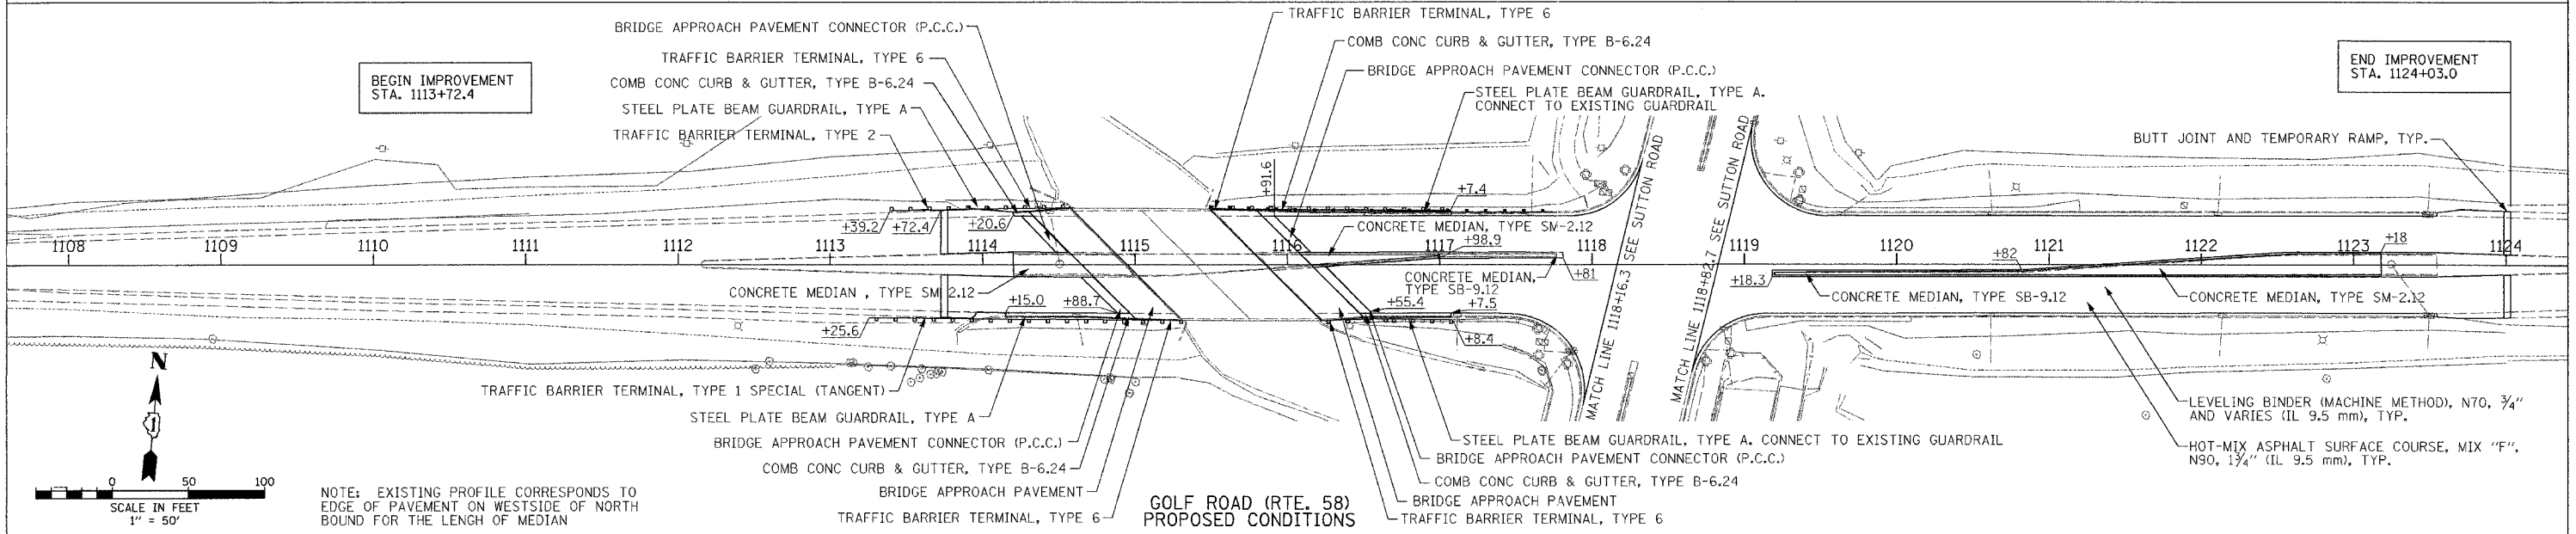 TRAFFIC BARRIER TERMINAL, TYPE 6
BRIDGE APPROACH PAVEMENT CONNECTOR (P.C.C.)
COMB CONC CURB & GUTTER, TYPE B-6.24
TRAFFIC BARRIER TERMINAL, TYPE 6
BRIDGE APPROACH PAVEMENT CONNECTOR (P.C.C.)
BEGIN IMPROVEMENT
STA. 1113+72.4
COMB CONC CURB & GUTTER, TYPE B-6.24
STEEL PLATE BEAM GUARDRAIL, TYPE A.
CONNECT TO EXISTING GUARDRAIL
END IMPROVEMENT
STA. 1124+03.0
STEEL PLATE BEAM GUARDRAIL, TYPE A
TRAFFIC BARRIER TERMINAL, TYPE 2
BUTT JOINT AND TEMPORARY RAMP, TYP.
+91.6
+7.4
+39.2
+72.4
+20.6
CONCRETE MEDIAN, TYPE SM-2.12
1108
1109
1110
1111
1112
1113
1114
1115
1116
1117
1118
1119
1120
1121
1122
1123
1124
+98.9
+82
+18
CONCRETE MEDIAN,
TYPE SB-9.12
+81
+18.3
CONCRETE MEDIAN , TYPE SM-2.12
CONCRETE MEDIAN, TYPE SB-9.12
CONCRETE MEDIAN, TYPE SM-2.12
+15.0
+88.7
+55.4
+7.5
+25.6
+8.4
MATCH LINE 1118+16.3 SEE SUTTON ROAD
MATCH LINE 1118+82.7 SEE SUTTON ROAD
N
TRAFFIC BARRIER TERMINAL, TYPE 1 SPECIAL (TANGENT)
STEEL PLATE BEAM GUARDRAIL, TYPE A
LEVELING BINDER (MACHINE METHOD), N70, 3/4"
AND VARIES (IL 9.5 mm), TYP.
BRIDGE APPROACH PAVEMENT CONNECTOR (P.C.C.)
STEEL PLATE BEAM GUARDRAIL, TYPE A. CONNECT TO EXISTING GUARDRAIL
HOT-MIX ASPHALT SURFACE COURSE, MIX "F",
N90, 1 3/4" (IL 9.5 mm), TYP.
BRIDGE APPROACH PAVEMENT CONNECTOR (P.C.C.)
COMB CONC CURB & GUTTER, TYPE B-6.24
COMB CONC CURB & GUTTER, TYPE B-6.24
0 50 100
SCALE IN FEET
1" = 50'
NOTE: EXISTING PROFILE CORRESPONDS TO
EDGE OF PAVEMENT ON WESTSIDE OF NORTH
BOUND FOR THE LENGH OF MEDIAN
BRIDGE APPROACH PAVEMENT
BRIDGE APPROACH PAVEMENT
TRAFFIC BARRIER TERMINAL, TYPE 6
GOLF ROAD (RTE. 58)
PROPOSED CONDITIONS
TRAFFIC BARRIER TERMINAL, TYPE 6